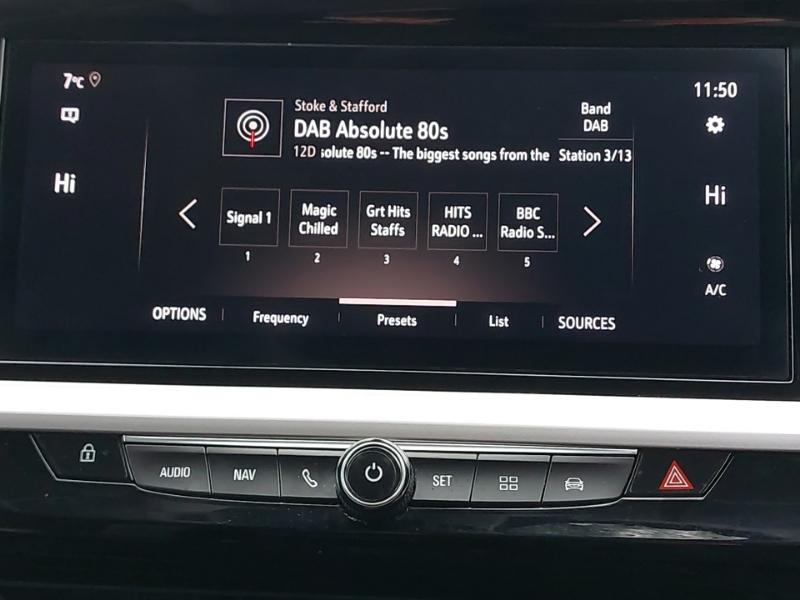 7°C
11:50
Stoke & Stafford
DAB Absolute 80s
12D solute 80s -- The biggest songs from the
Band
DAB
Station 3/13
Hi
Hi
Signal 1
Magic
Chilled
Grt Hits
Staffs
HITS
RADIO ...
BBC
Radio S...
1
2
3
4
5
A/C
OPTIONS
Frequency
Presets
List
SOURCES
AUDIO
NAV
SET